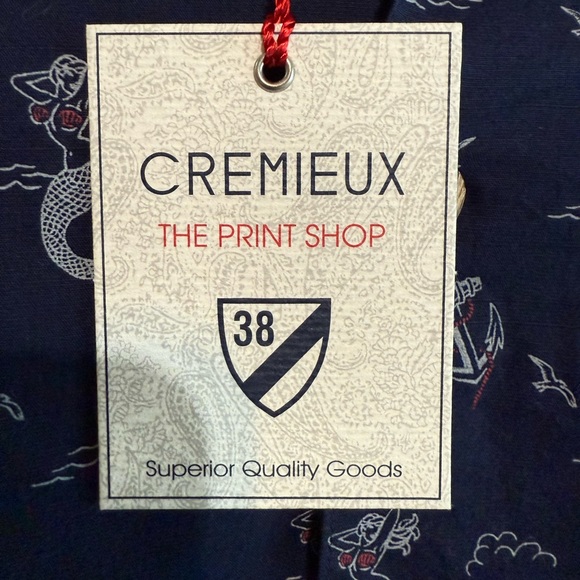 CREMIEUX
THE PRINT SHOP
38
Superior Quality Goods